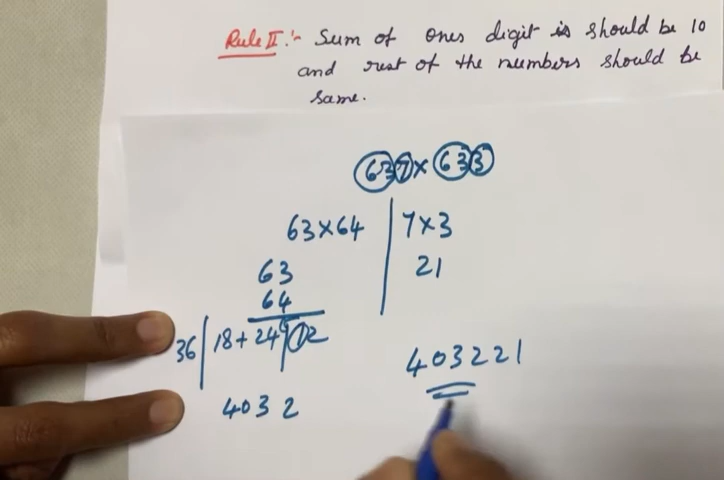 Rule II :- Sum of ones digit is should be 10
and rest of the numbers should be
same.
637 × 633
63×64 | 7×3
63
64
21
36 | 18+24 | 12
4032
403221